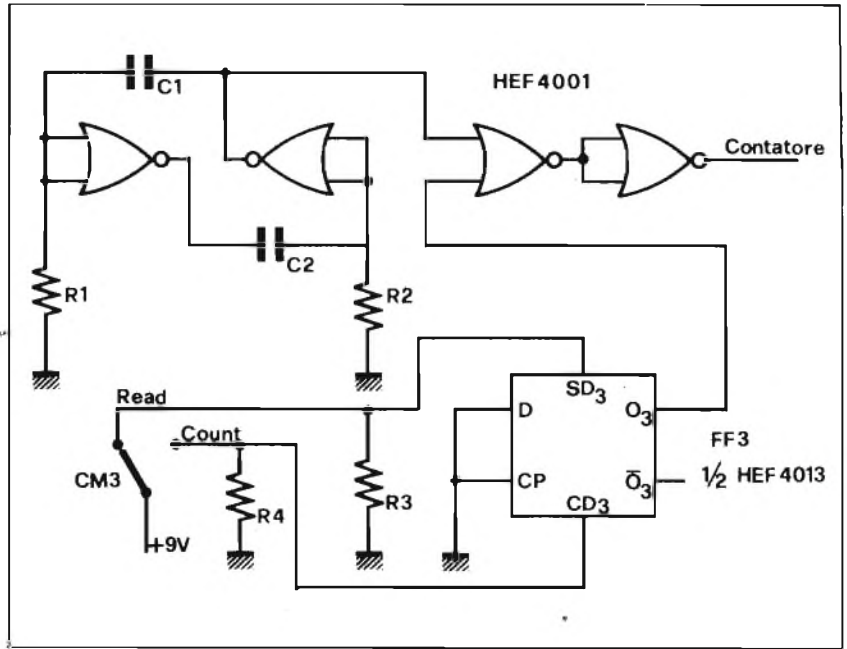 C1
HEF4001
Contatore
C2
R1
R2
Read
SD3
D
O3
Count
FF3
CM3
R3
CP
O̅3
½ HEF4013
R4
CD3
+9V